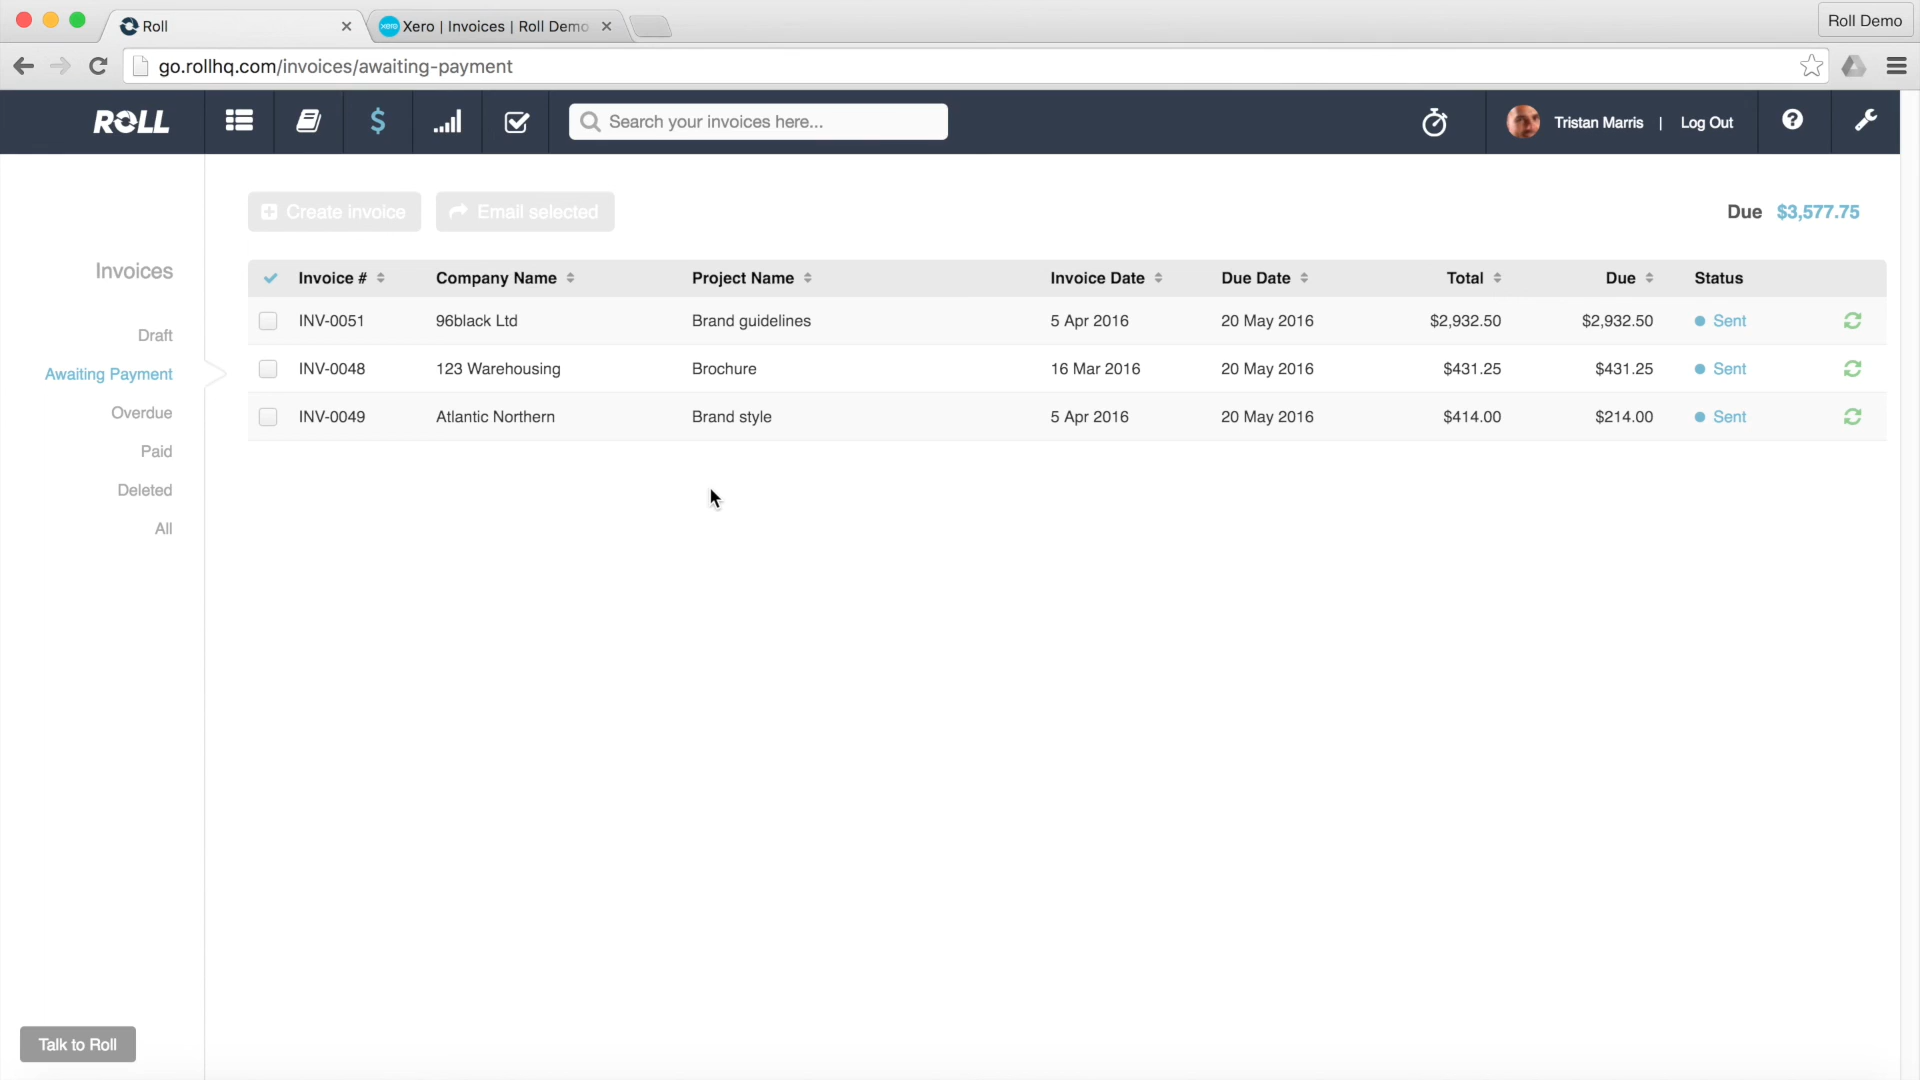 Roll
Xero | Invoices | Roll Demo
Roll Demo
go.rollhq.com/invoices/awaiting-payment
ROLL
$
Search your invoices here...
Tristan Marris | Log Out
Create invoice
Email selected
Due $3,577.75
Invoices
Draft
Awaiting Payment
Overdue
Paid
Deleted
All
Invoice # Company Name Project Name Invoice Date Due Date Total Due Status
INV-0051 96black Ltd Brand guidelines 5 Apr 2016 20 May 2016 $2,932.50 $2,932.50 Sent
INV-0048 123 Warehousing Brochure 16 Mar 2016 20 May 2016 $431.25 $431.25 Sent
INV-0049 Atlantic Northern Brand style 5 Apr 2016 20 May 2016 $414.00 $214.00 Sent
Talk to Roll